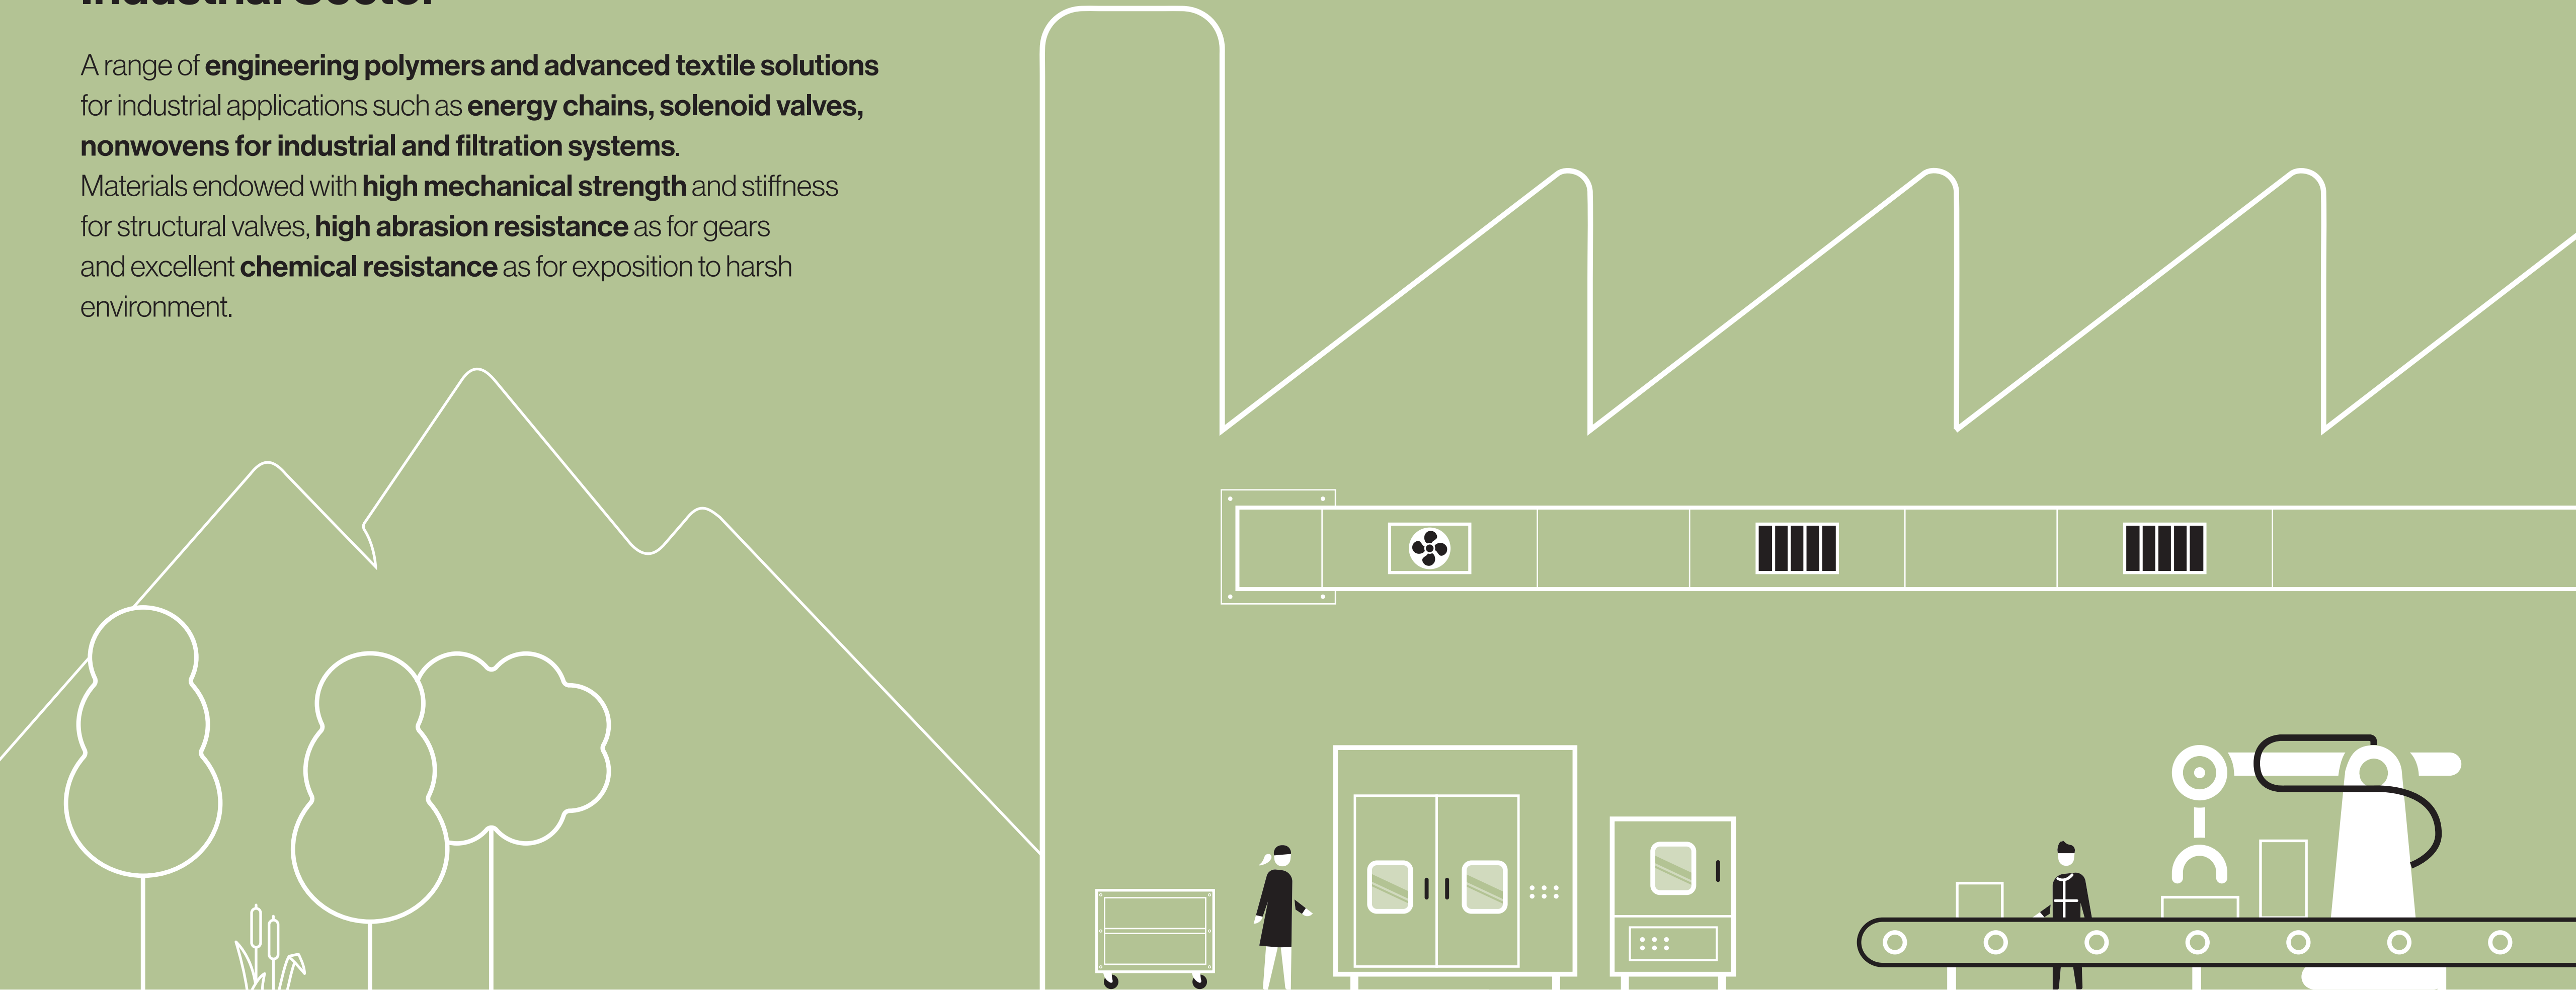 Industrial Sector
A range of engineering polymers and advanced textile solutions
for industrial applications such as energy chains, solenoid valves,
nonwovens for industrial and filtration systems.
Materials endowed with high mechanical strength and stiffness
for structural valves, high abrasion resistance as for gears
and excellent chemical resistance as for exposition to harsh
environment.